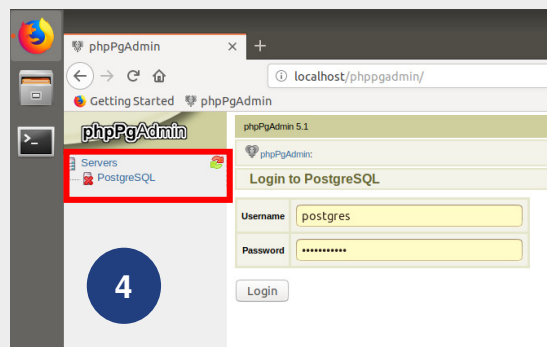 phpPgAdmin
localhost/phppgadmin/
Getting Started phpPgAdmin
phpPgAdmin
Servers
PostgreSQL
4
phpPgAdmin 5.1
phpPgAdmin:
Login to PostgreSQL
Username postgres
Password •••••••••••
Login